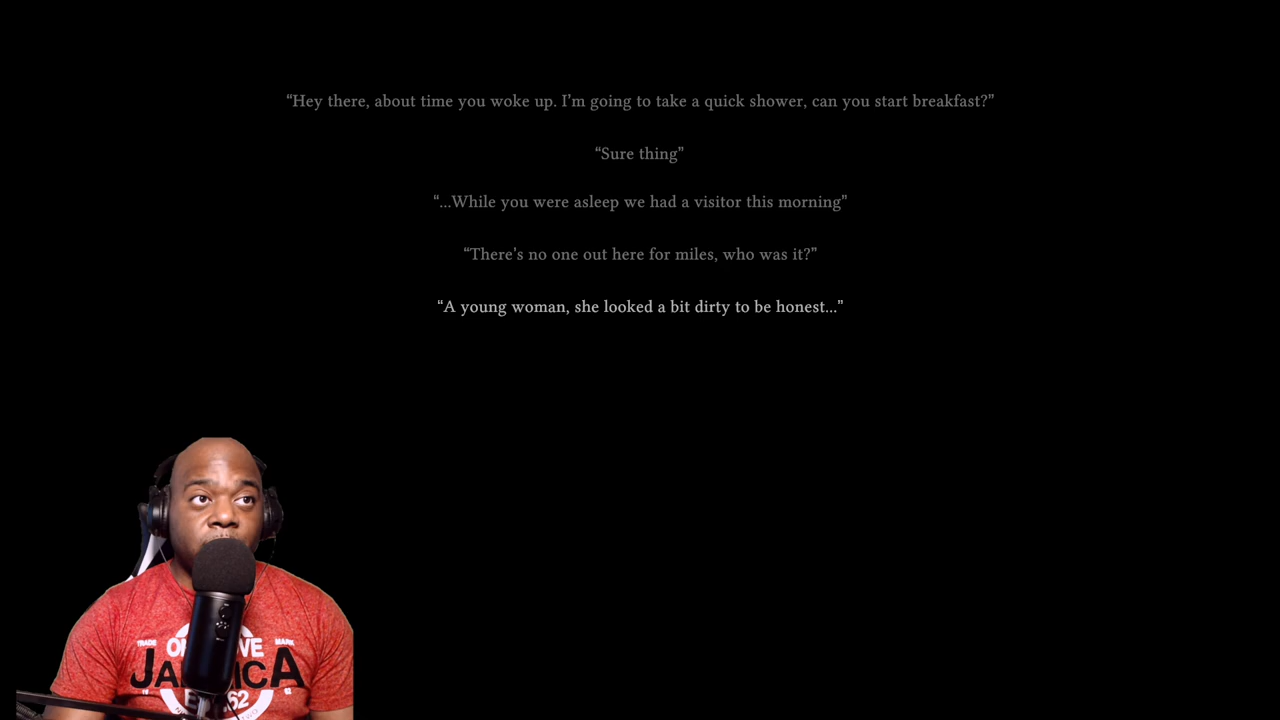 “Hey there, about time you woke up. I’m going to take a quick shower, can you start breakfast?”
“Sure thing”
“...While you were asleep we had a visitor this morning”
“There's no one out here for miles, who was it?”
“A young woman, she looked a bit dirty to be honest...”
TRADE
MARK